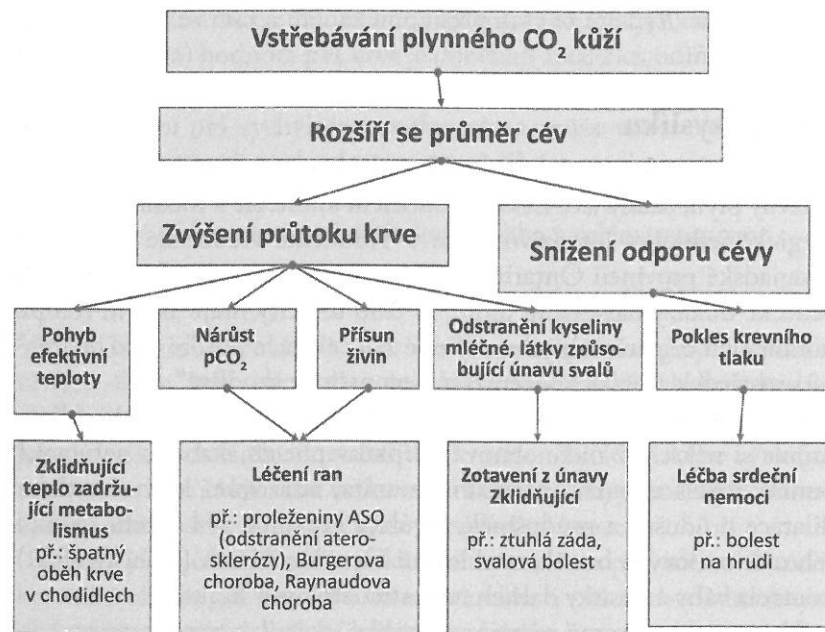 Vstřebávání plynného CO₂ kůží
Rozšíří se průměr cév
Zvýšení průtoku krve
Snížení odporu cévy
Pohyb
efektivní
teploty
Nárůst
pCO₂
Přísun
živin
Odstranění kyseliny
mléčné, látky způso-
bující únavu svalů
Pokles krevního
tlaku
Zklidňující
teplo nadržu-
jící metabo-
lismus
př.: špatný
oběh krve
v chodidlech
Léčení ran
př.: proleženiny ASO
(odstranění atero-
sklerózy), Burgerova
choroba, Raynaudova
choroba
Zotavení z únavy
Zklidňující
př.: ztuhlá záda,
svalová bolest
Léčba srdeční
nemoci
př.: bolest
nahrudi